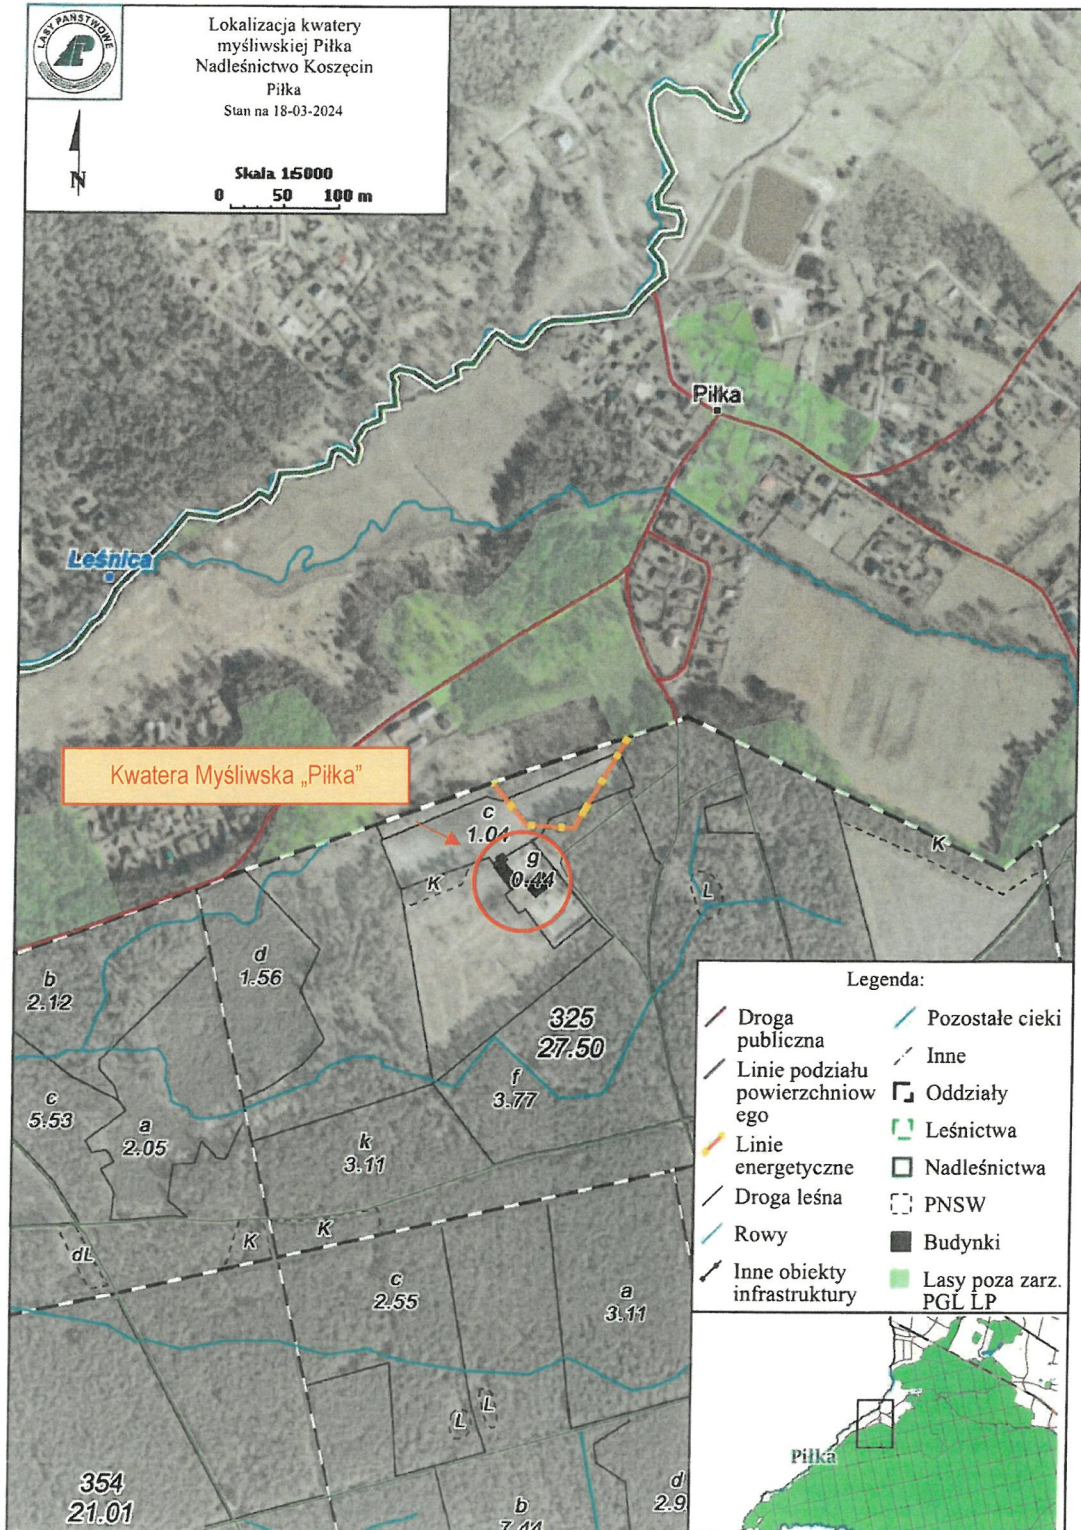 LASY PAŃSTWOWE
Lokalizacja kwatery
myśliwskiej Piłka
Nadleśnictwo Koszęcin
Piłka
Stan na 18-03-2024
N
Skala 1:5000
0 50 100 m
Piłka
Leśnica
Kwatera Myśliwska „Piłka”
c
1.04
g
0.44
K
K
L
d
1.56
b
2.12
325
27.50
c
5.53
a
2.05
f
3.77
k
3.11
K
K
dL
c
2.55
a
3.11
L
L
354
21.01
b
7.44
d
2.9
Legenda:
Droga
publiczna
Linie podziału
powierzchniow
ego
Linie
energetyczne
Droga leśna
Rowy
Inne obiekty
infrastruktury
Pozostałe cieki
Inne
Oddziały
Leśnictwa
Nadleśnictwa
PNSW
Budynki
Lasy poza zarz.
PGL LP
Piłka